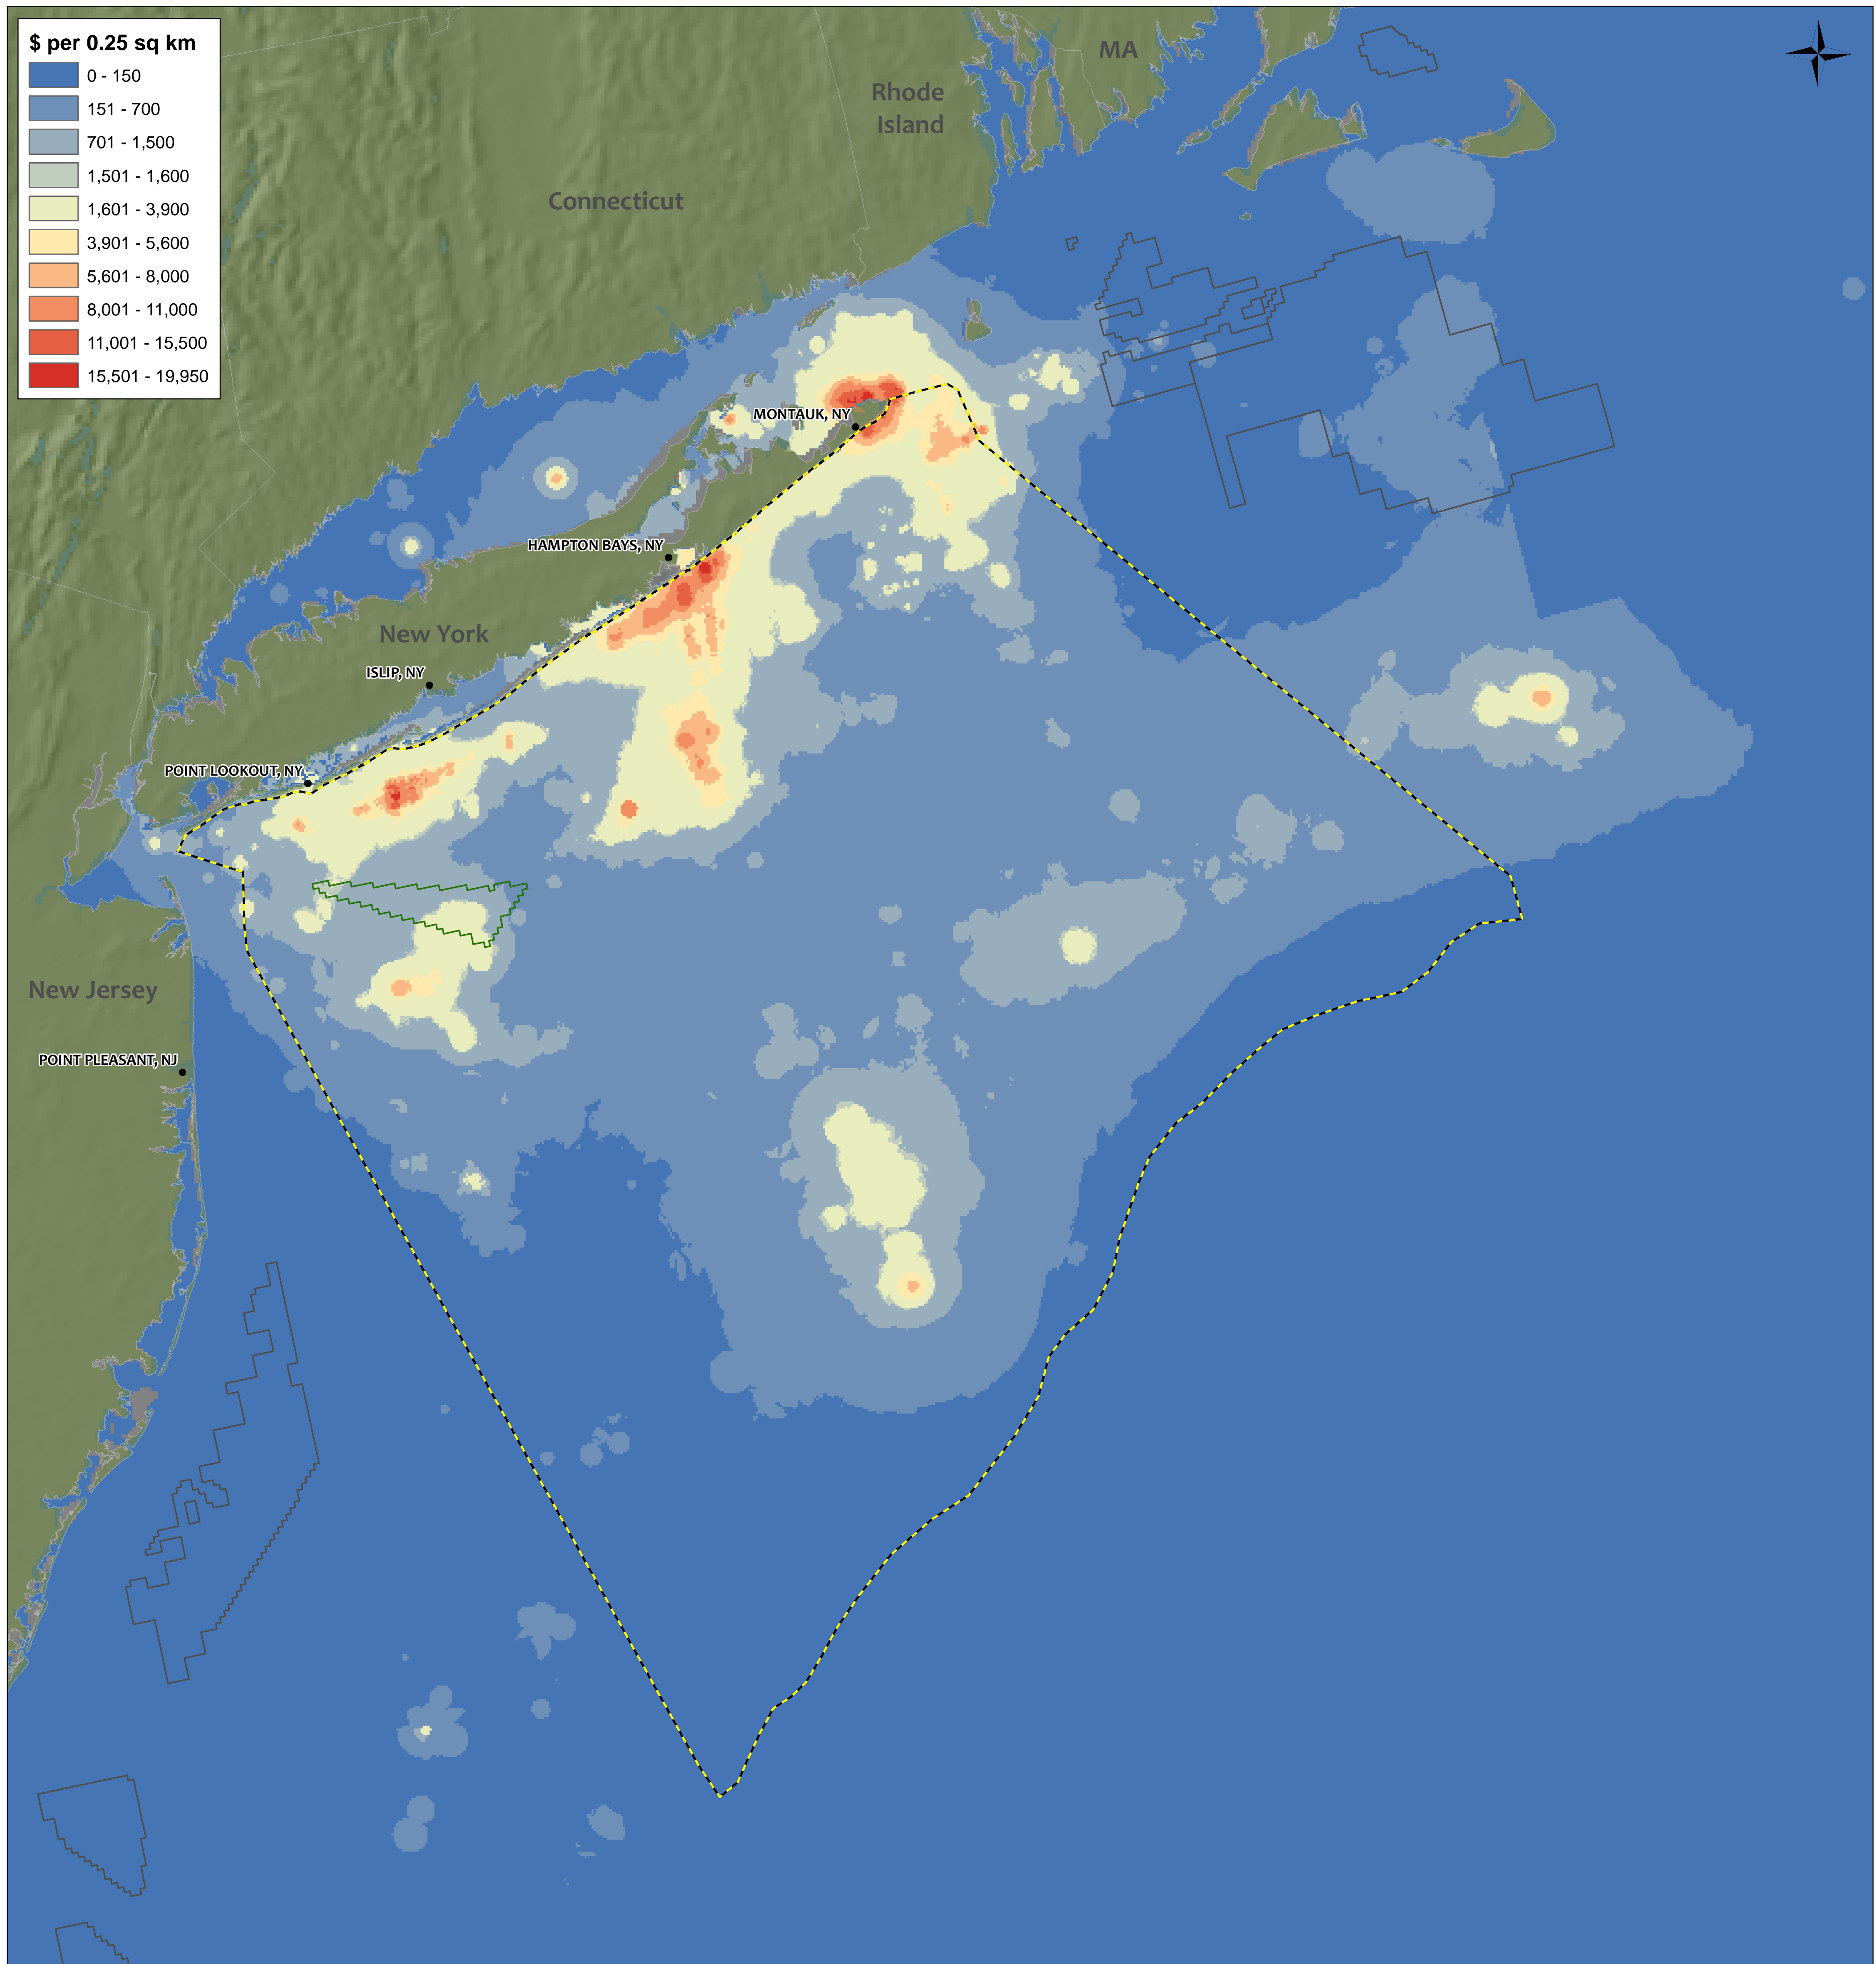 $ per 0.25 sq km
0 - 150
151 - 700
701 - 1,500
1,501 - 1,600
1,601 - 3,900
3,901 - 5,600
5,601 - 8,000
8,001 - 11,000
11,001 - 15,500
15,501 - 19,950
MA
Rhode
Island
Connecticut
MONTAUK, NY
HAMPTON BAYS, NY
New York
ISLIP, NY
POINT LOOKOUT, NY
New Jersey
POINT PLEASANT, NJ